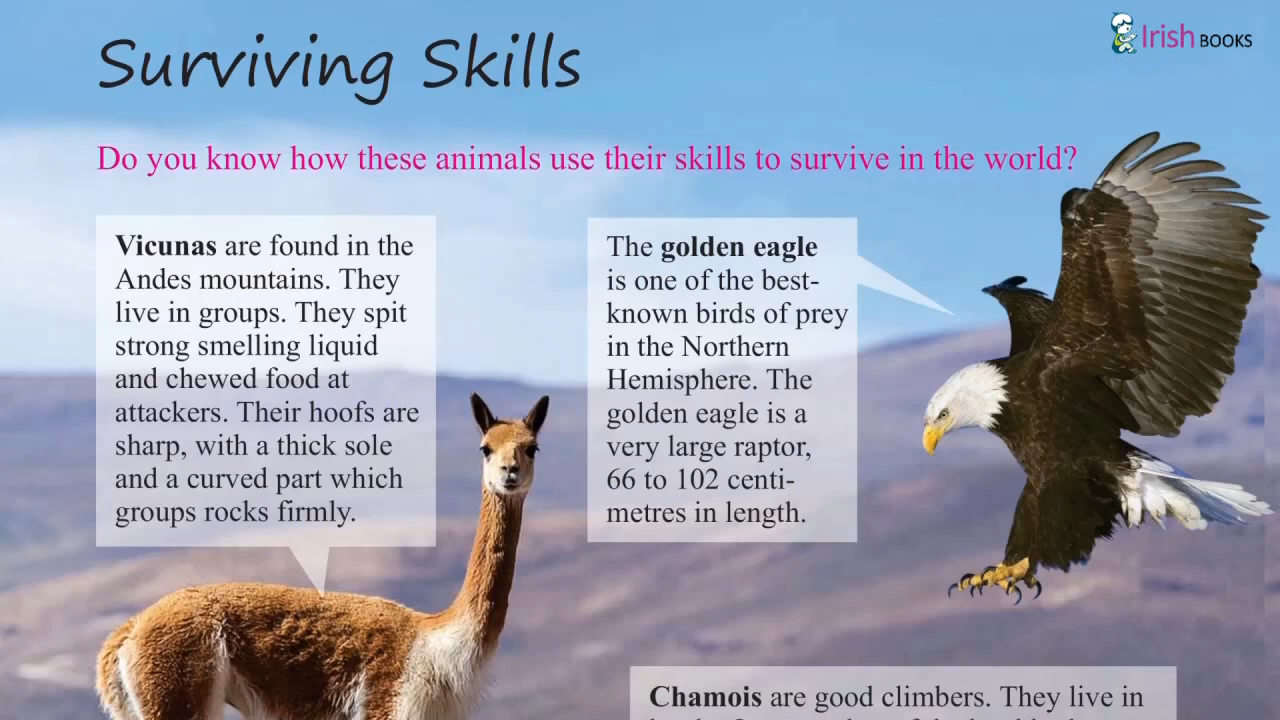 Surviving Skills
Irish BOOKS
Do you know how these animals use their skills to survive in the world?
Vicunas are found in the
Andes mountains. They
live in groups. They spit
strong smelling liquid
and chewed food at
attackers. Their hoofs are
sharp, with a thick sole
and a curved part which
groups rocks firmly.
The golden eagle
is one of the best-
known birds of prey
in the Northern
Hemisphere. The
golden eagle is a
very large raptor,
66 to 102 centi-
metres in length.
Chamois are good climbers. They live in